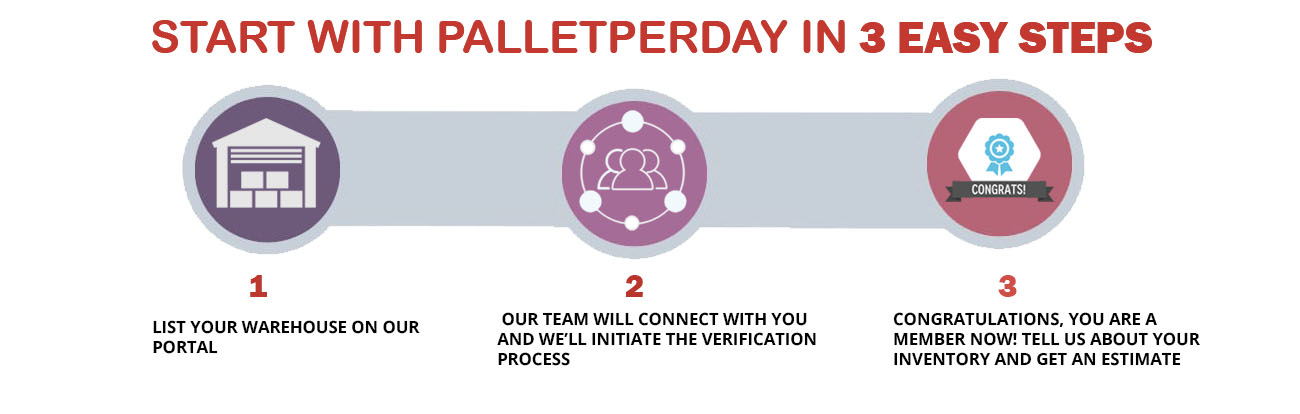 START WITH PALLETPERDAY IN 3 EASY STEPS
CONGRATS!
1
LIST YOUR WAREHOUSE ON OUR
PORTAL
2
OUR TEAM WILL CONNECT WITH YOU
AND WE’LL INITIATE THE VERIFICATION
PROCESS
3
CONGRATULATIONS, YOU ARE A
MEMBER NOW! TELL US ABOUT YOUR
INVENTORY AND GET AN ESTIMATE